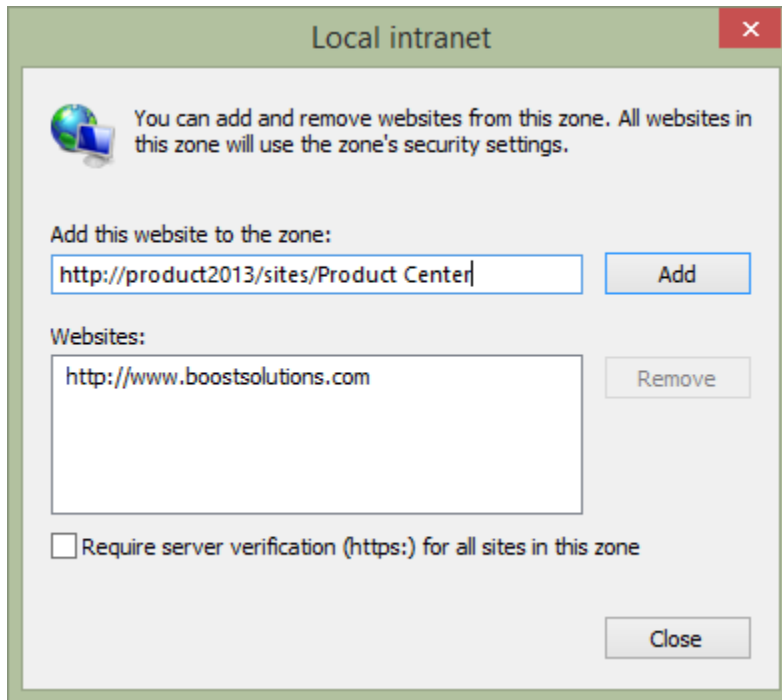 Local intranet
You can add and remove websites from this zone. All websites in
this zone will use the zone's security settings.
Add this website to the zone:
http://product2013/sites/Product Center
Add
Websites:
http://www.boostsolutions.com
Remove
Require server verification (https:) for all sites in this zone
Close